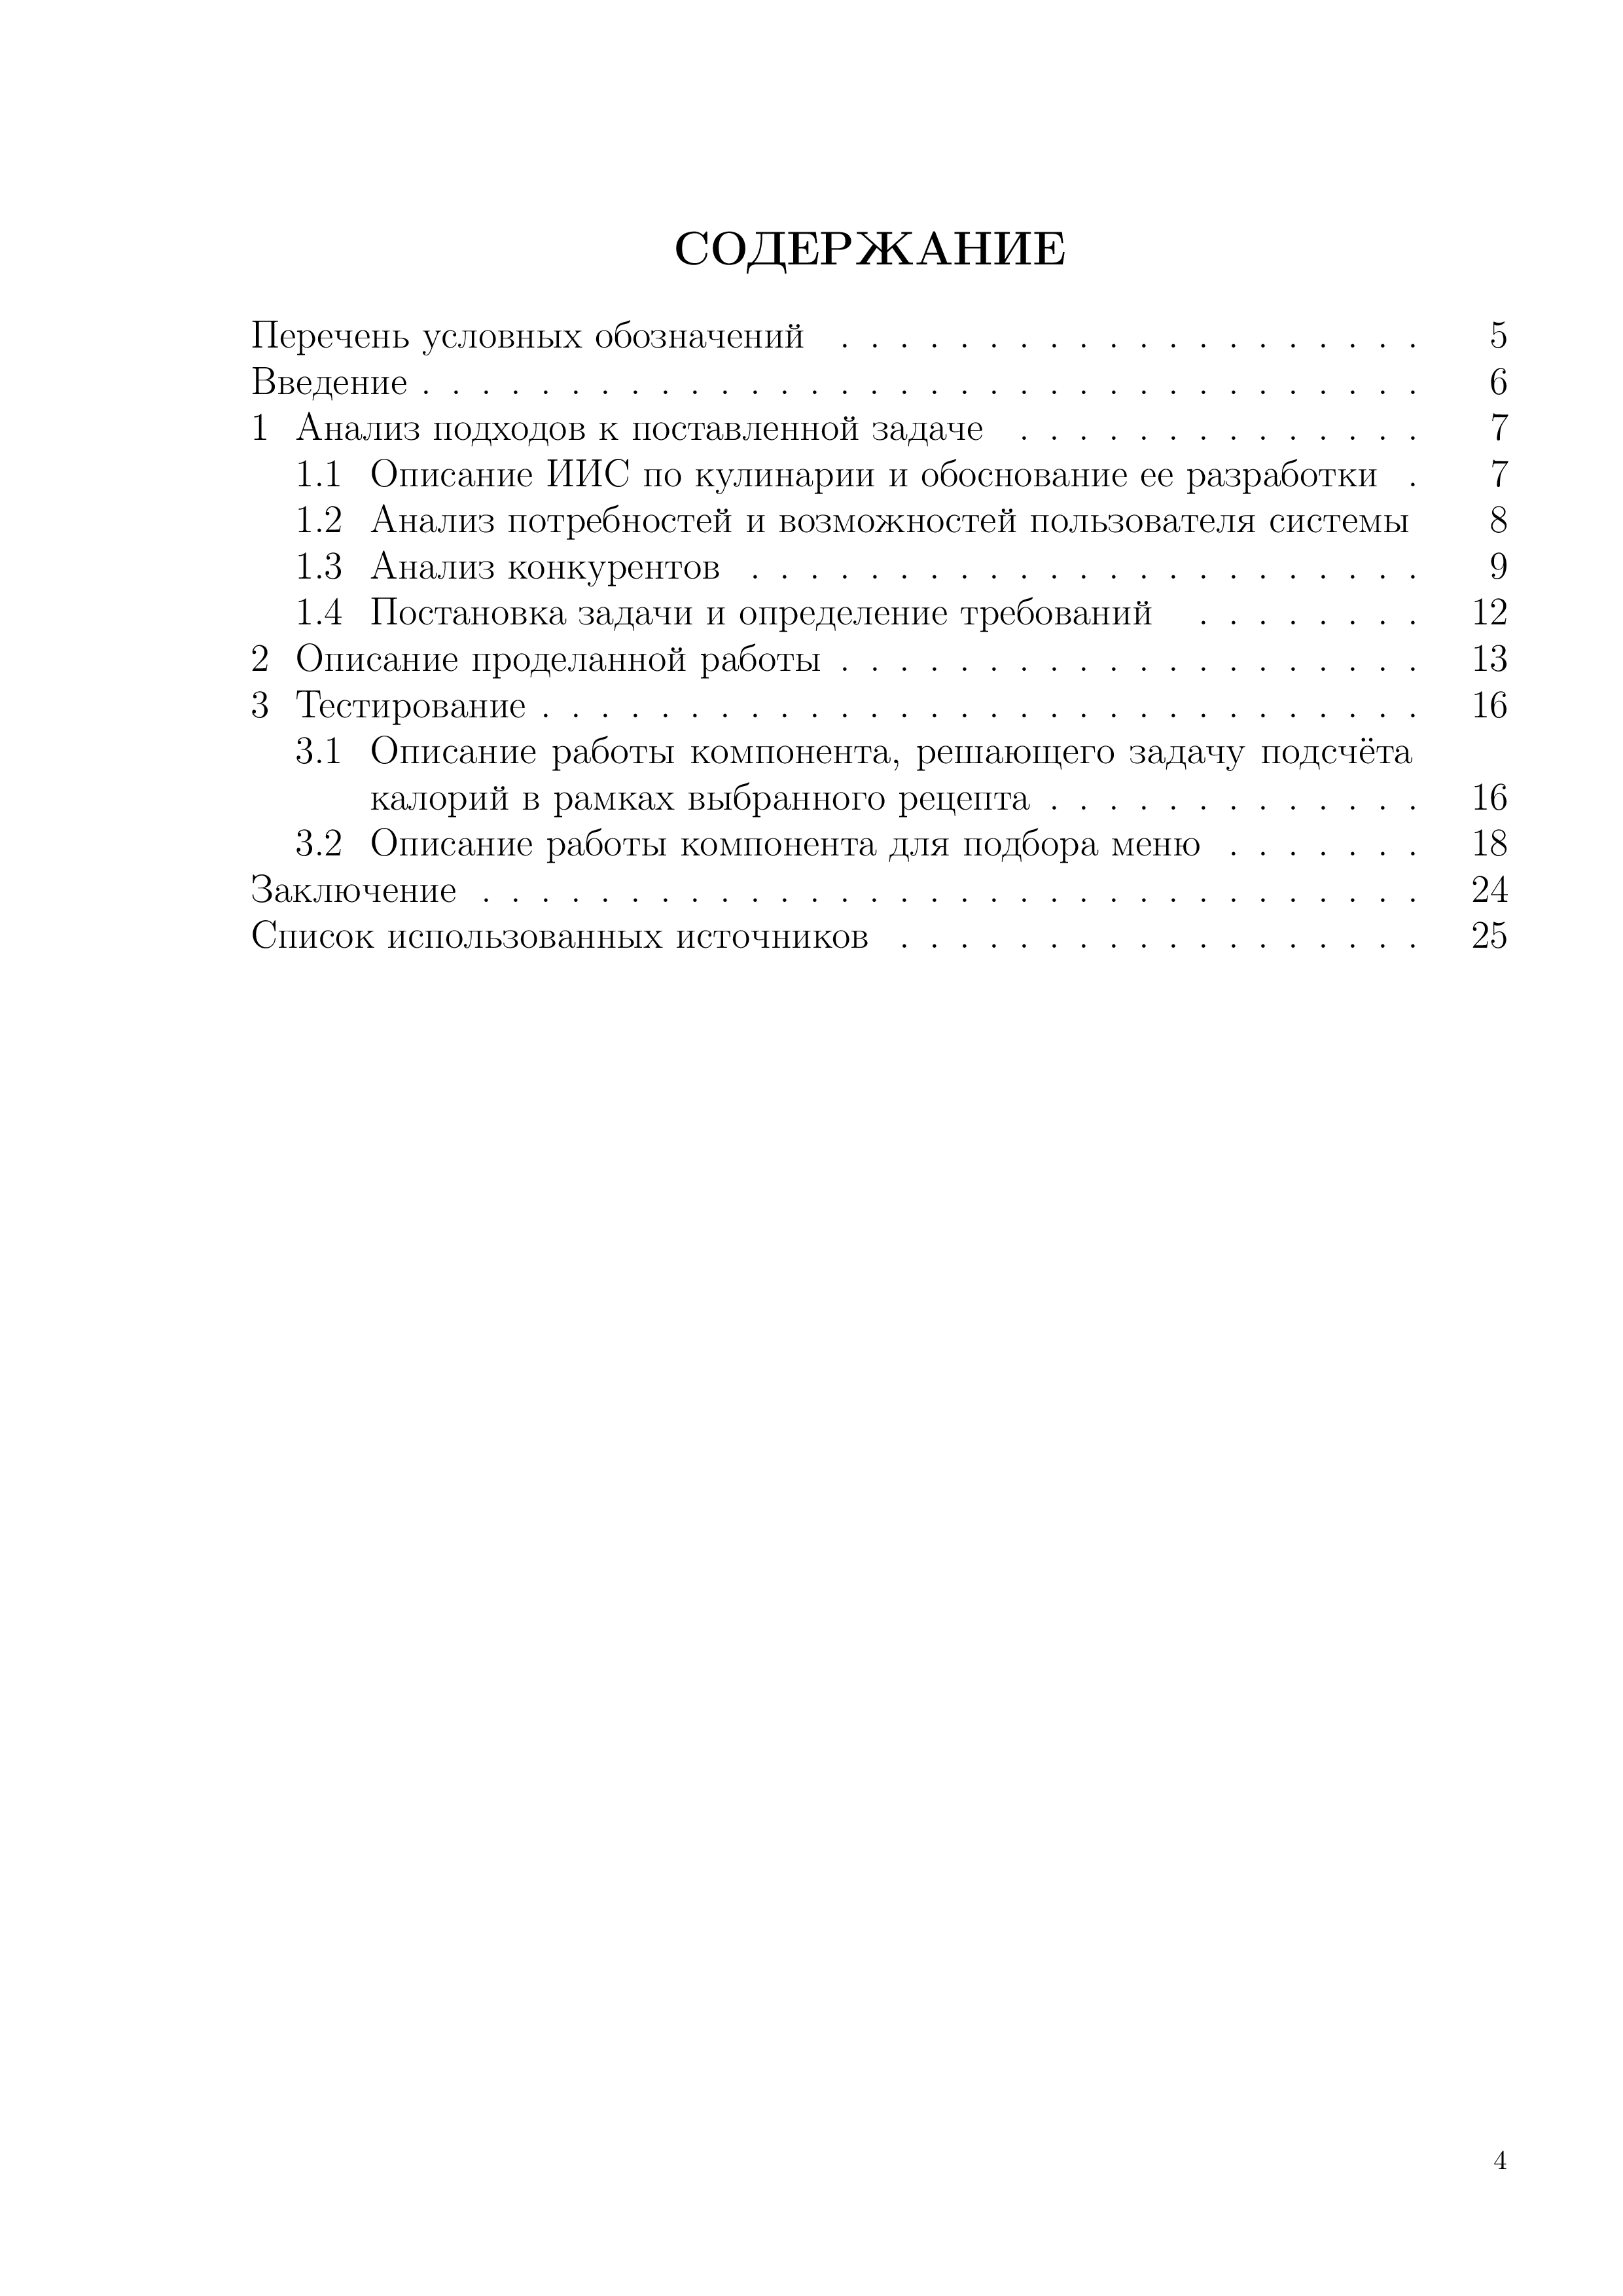 СОДЕРЖАНИЕ
Перечень условных обозначений . . . . . . . . . . . . . . . . . . . . 5
Введение . . . . . . . . . . . . . . . . . . . . . . . . . . . . . . . . . . 6
1 Анализ подходов к поставленной задаче . . . . . . . . . . . . . . 7
1.1 Описание ИИС по кулинарии и обоснование ее разработки . 7
1.2 Анализ потребностей и возможностей пользователя системы 8
1.3 Анализ конкурентов . . . . . . . . . . . . . . . . . . . . . . . 9
1.4 Постановка задачи и определение требований . . . . . . . . 12
2 Описание проделанной работы . . . . . . . . . . . . . . . . . . . . 13
3 Тестирование . . . . . . . . . . . . . . . . . . . . . . . . . . . . . . 16
3.1 Описание работы компонента, решающего задачу подсчёта
калорий в рамках выбранного рецепта . . . . . . . . . . . . . 16
3.2 Описание работы компонента для подбора меню . . . . . . . 18
Заключение . . . . . . . . . . . . . . . . . . . . . . . . . . . . . . . . 24
Список использованных источников . . . . . . . . . . . . . . . . . . 25
4